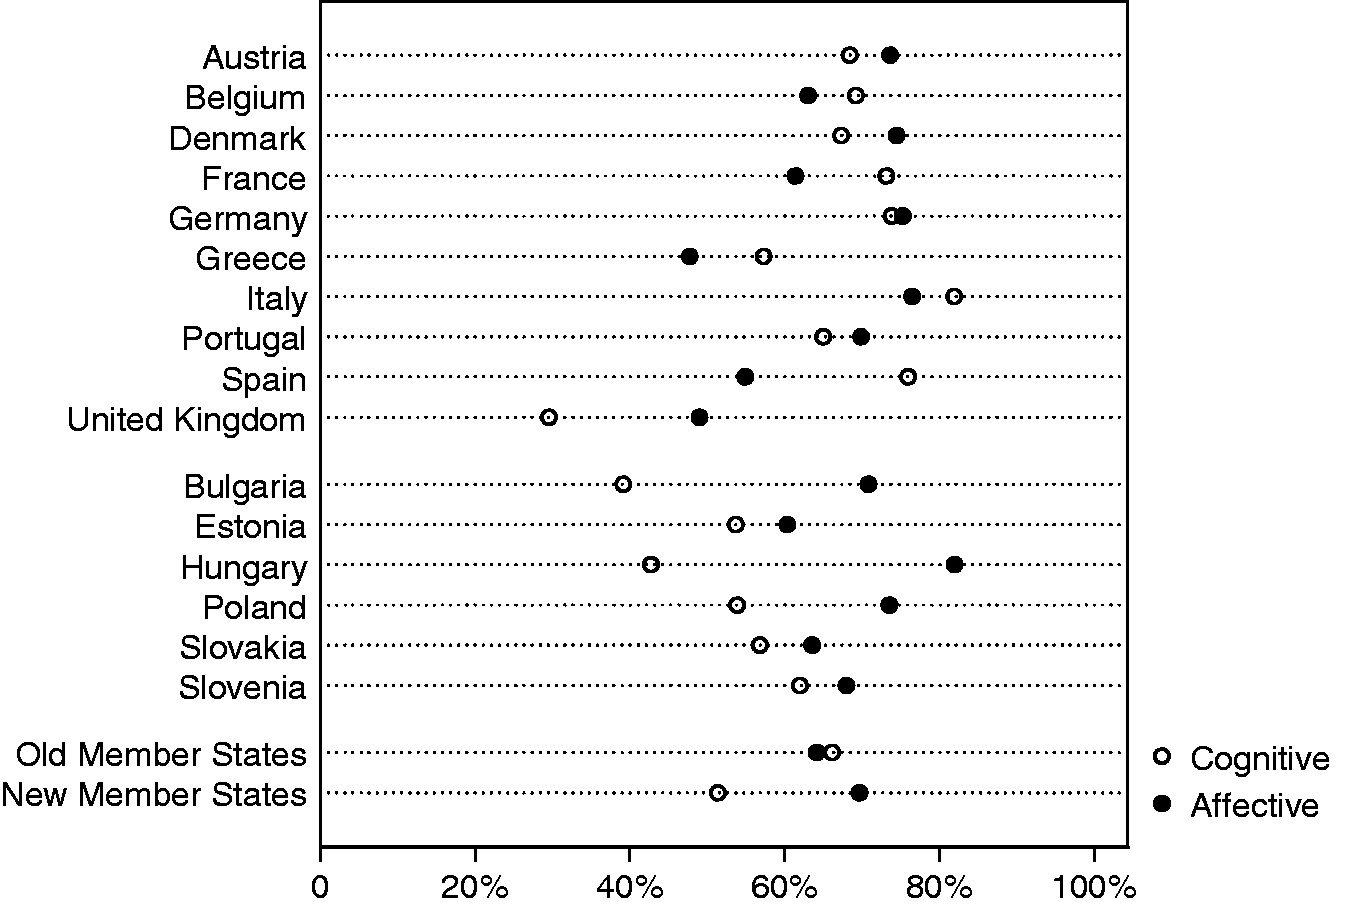 Austria
Belgium
Denmark
France
Germany
Greece
Italy
Portugal
Spain
United Kingdom
Bulgaria
Estonia
Hungary
Poland
Slovakia
Slovenia
Old Member States
New Member States
Cognitive
Affective
0 20% 40% 60% 80% 100%